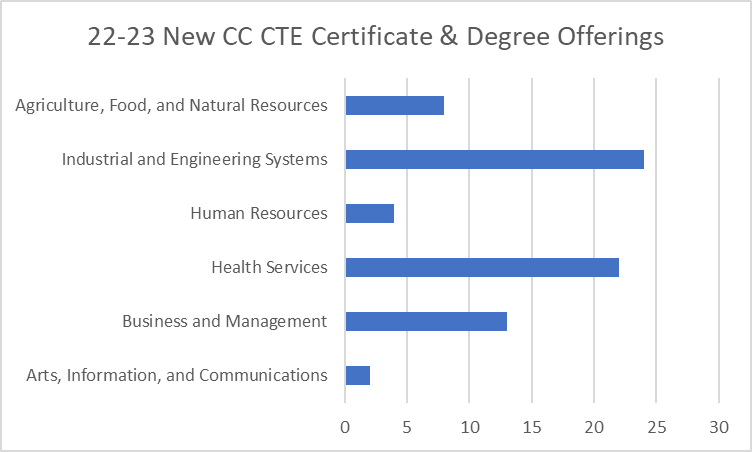 22-23 New CC CTE Certificate & Degree Offerings
Agriculture, Food, and Natural Resources
Industrial and Engineering Systems
Human Resources
Health Services
Business and Management
Arts, Information, and Communications
0 5 10 15 20 25 30